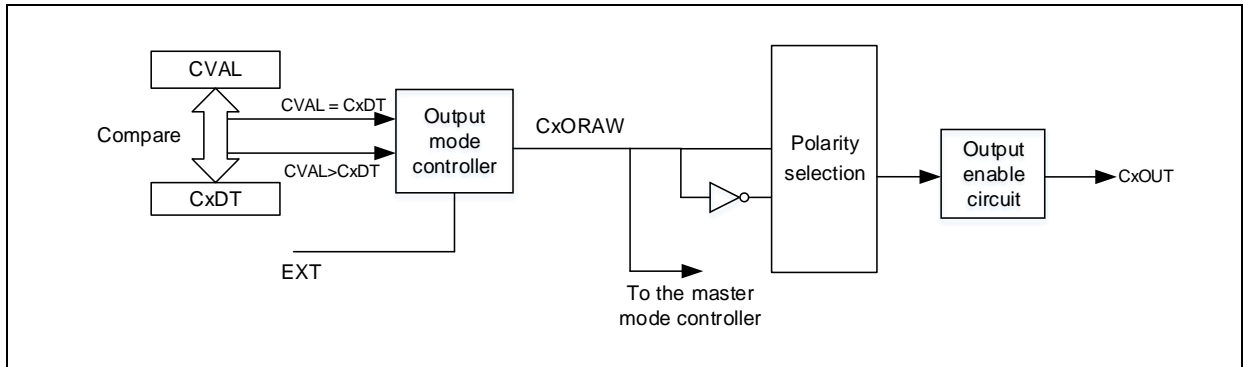 CVAL
Compare
CxDT
CVAL = CxDT
CVAL>CxDT
EXT
Output
mode
controller
CxORAW
To the master
mode controller
Polarity
selection
Output
enable
circuit
CxOUT